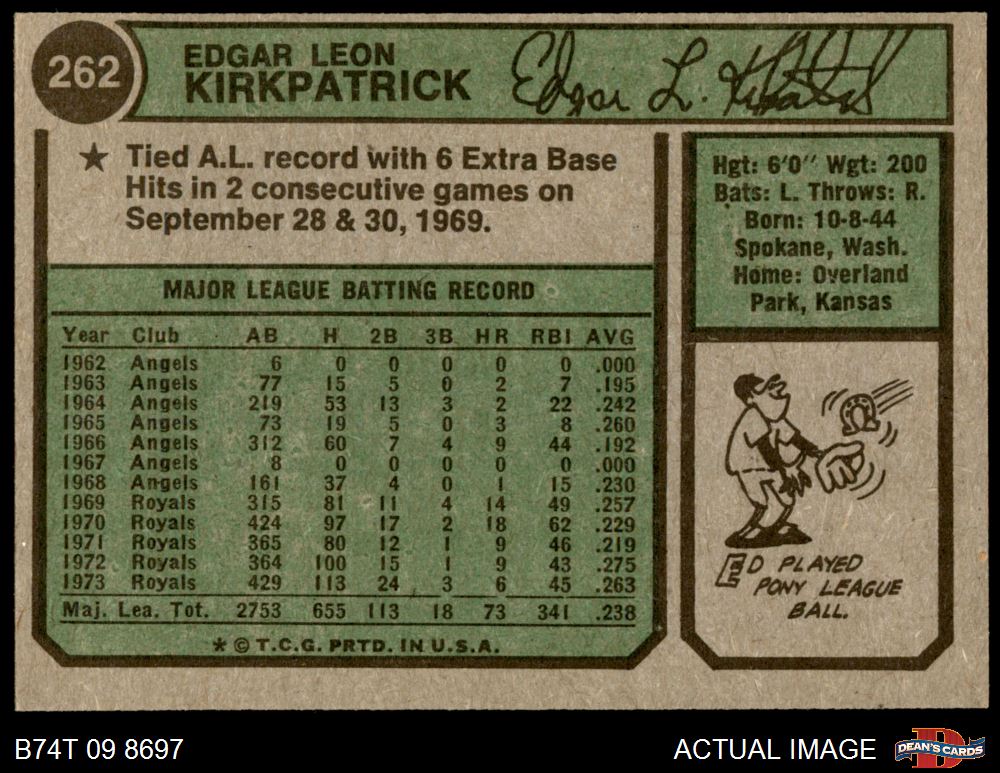 262
EDGAR LEON
KIRKPATRICK
Edgar L. Kirkpatrick
★ Tied A.L. record with 6 Extra Base
Hits in 2 consecutive games on
September 28 & 30, 1969.
MAJOR LEAGUE BATTING RECORD
Year Club AB H 2B 3B HR RBI AVG
1962 Angels 6 0 0 0 0 0 .000
1963 Angels 77 15 5 0 2 7 .195
1964 Angels 219 53 13 3 2 22 .242
1965 Angels 73 19 5 0 3 8 .260
1966 Angels 312 60 7 4 9 44 .192
1967 Angels 8 0 0 0 0 0 .000
1968 Angels 161 37 4 0 1 15 .230
1969 Royals 315 81 11 4 14 49 .257
1970 Royals 424 97 17 2 18 62 .229
1971 Royals 365 80 12 1 9 46 .219
1972 Royals 364 100 15 1 9 43 .275
1973 Royals 429 113 24 3 6 45 .263
Maj. Lea. Tot. 2753 655 113 18 73 341 .238
* © T.C.G. PRTD. IN U.S.A.
Hgt: 6'0" Wgt: 200
Bats: L. Throws: R.
Born: 10-8-44
Spokane, Wash.
Home: Overland
Park, Kansas
ED PLAYED
PONY LEAGUE
BALL.
B74T 09 8697
ACTUAL IMAGE
D
DEAN'S CARDS